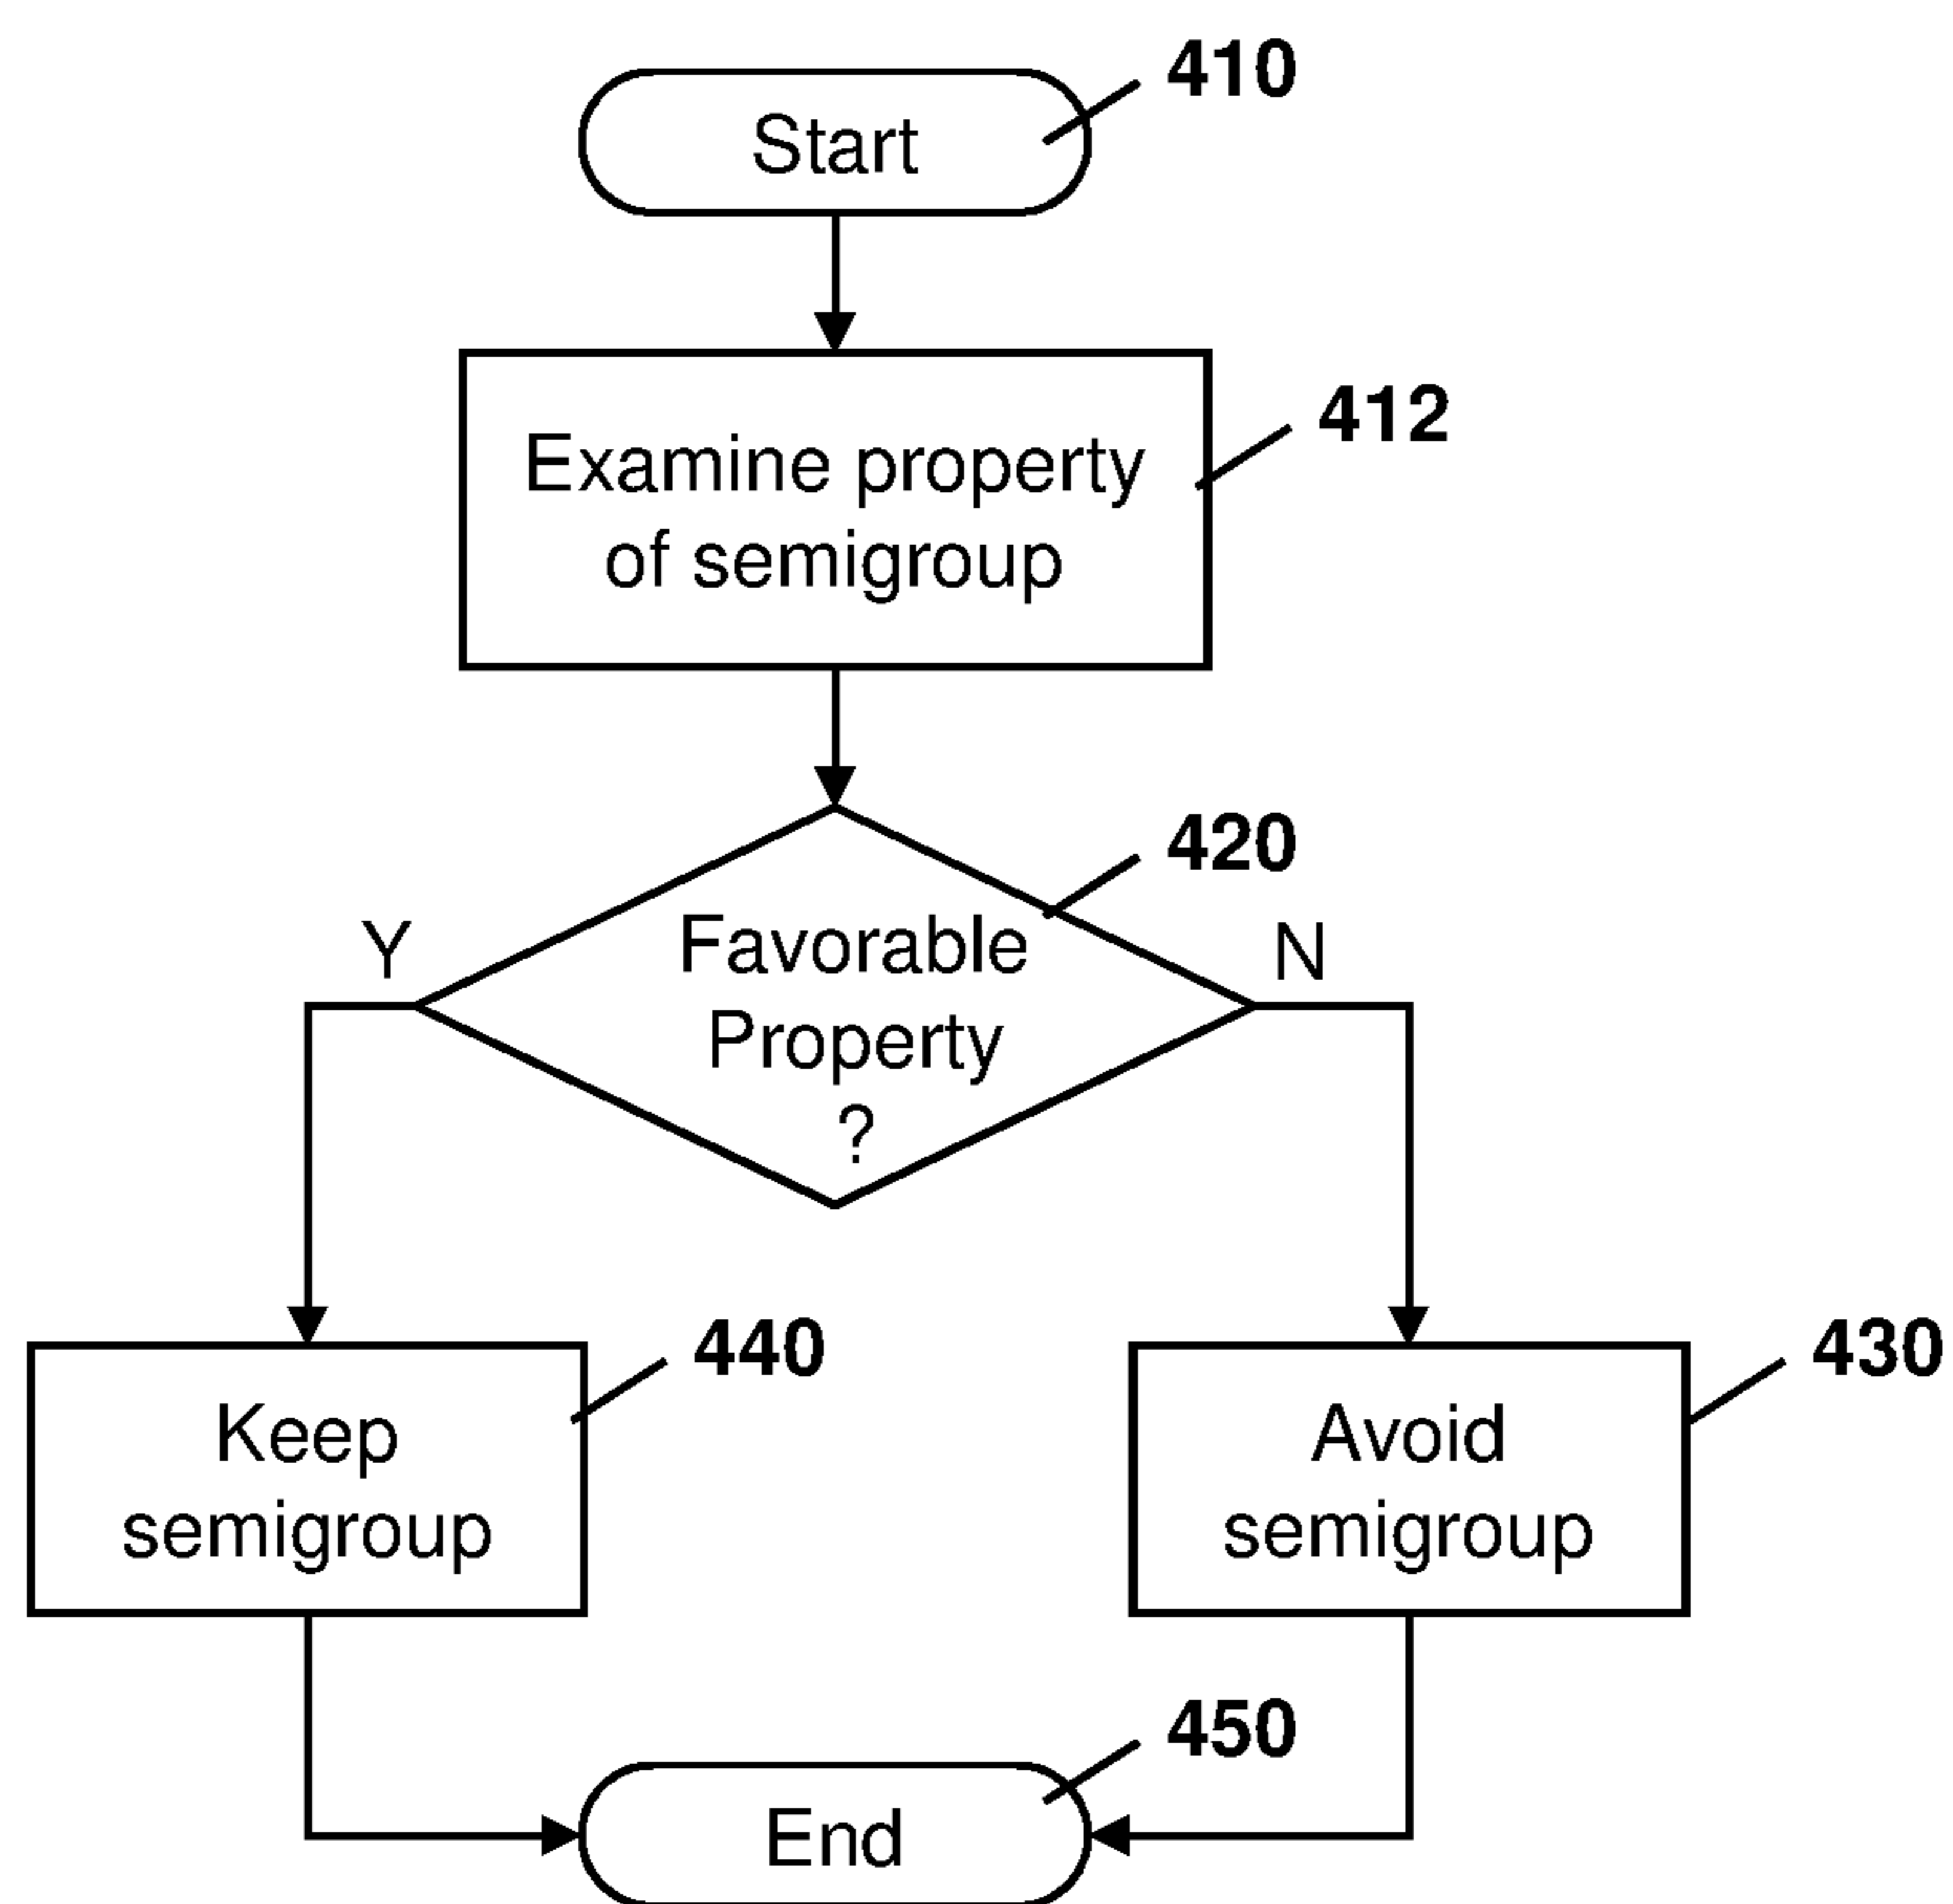 410
Start
412
Examine property
of semigroup
420
Y
N
Favorable
Property
?
440
430
Keep
semigroup
Avoid
semigroup
450
End